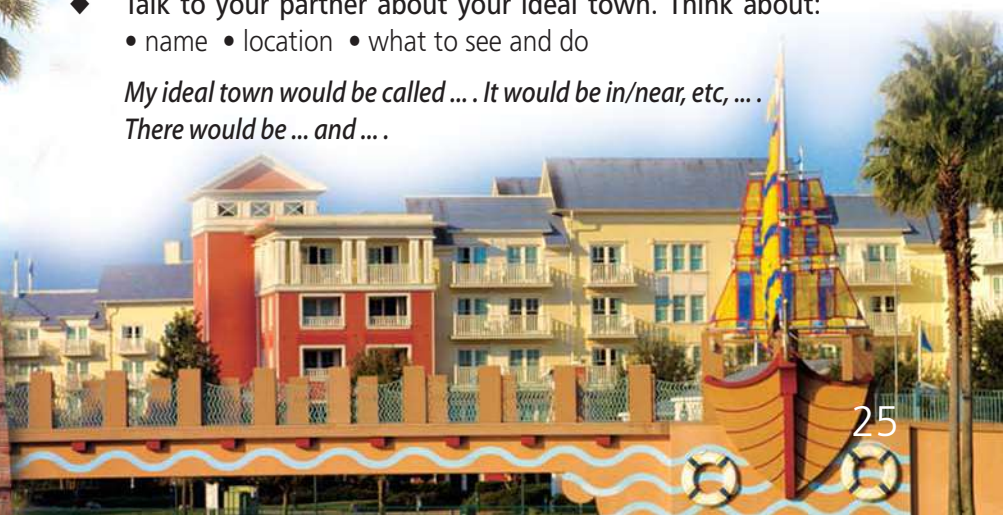 ◆ Talk to your partner about your ideal town. Think about:
• name • location • what to see and do
My ideal town would be called ... . It would be in/near, etc, ... .
There would be ... and ... .
25